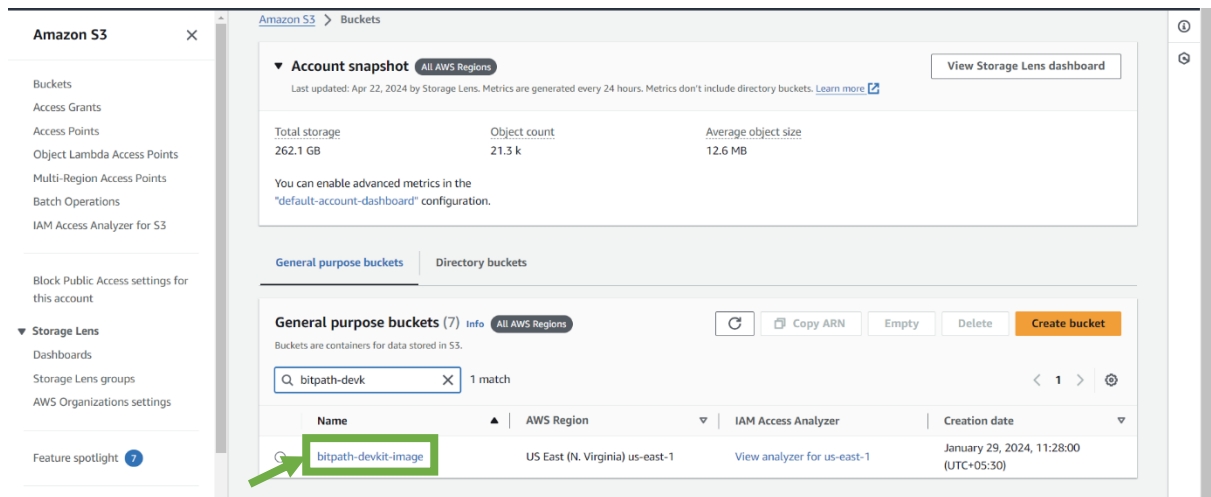 Amazon S3
Buckets
Access Grants
Access Points
Object Lambda Access Points
Multi-Region Access Points
Batch Operations
IAM Access Analyzer for S3
Block Public Access settings for
this account
Storage Lens
Dashboards
Storage Lens groups
AWS Organizations settings
Feature spotlight 7
Amazon S3 > Buckets
Account snapshot All AWS Regions
View Storage Lens dashboard
Last updated: Apr 22, 2024 by Storage Lens. Metrics are generated every 24 hours. Metrics don't include directory buckets. Learn more
Total storage Object count Average object size
262.1 GB 21.3 k 12.6 MB
You can enable advanced metrics in the
"default-account-dashboard" configuration.
General purpose buckets Directory buckets
General purpose buckets (7) Info All AWS Regions
Copy ARN Empty Delete Create bucket
Buckets are containers for data stored in S3.
bitpath-devk 1 match
< 1 >
Name AWS Region IAM Access Analyzer Creation date
bitpath-devkit-image US East (N. Virginia) us-east-1 View analyzer for us-east-1 January 29, 2024, 11:28:00
(UTC+05:30)